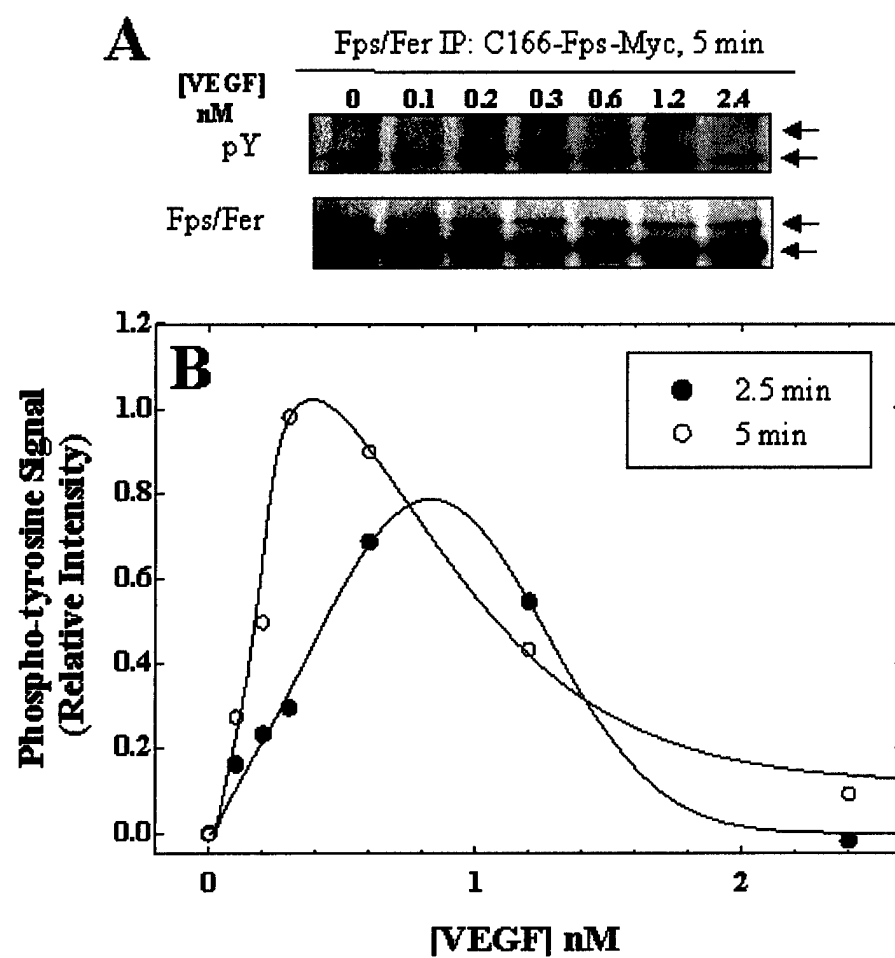 A
Fps/Fer IP: C166-Fps-Myc, 5 min
[VEGF]
nM
0 0.1 0.2 0.3 0.6 1.2 2.4
pY
Fps/Fer
B
2.5 min
5 min
Phospho-tyrosine Signal
(Relative Intensity)
1.2
1.0
0.8
0.6
0.4
0.2
0.0
0 1 2
[VEGF] nM